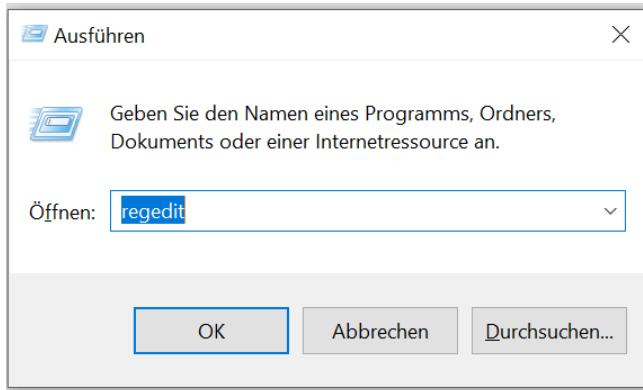 Ausführen
Geben Sie den Namen eines Programms, Ordners,
Dokuments oder einer Internetressource an.
Öffnen: regedit
OK Abbrechen Durchsuchen...